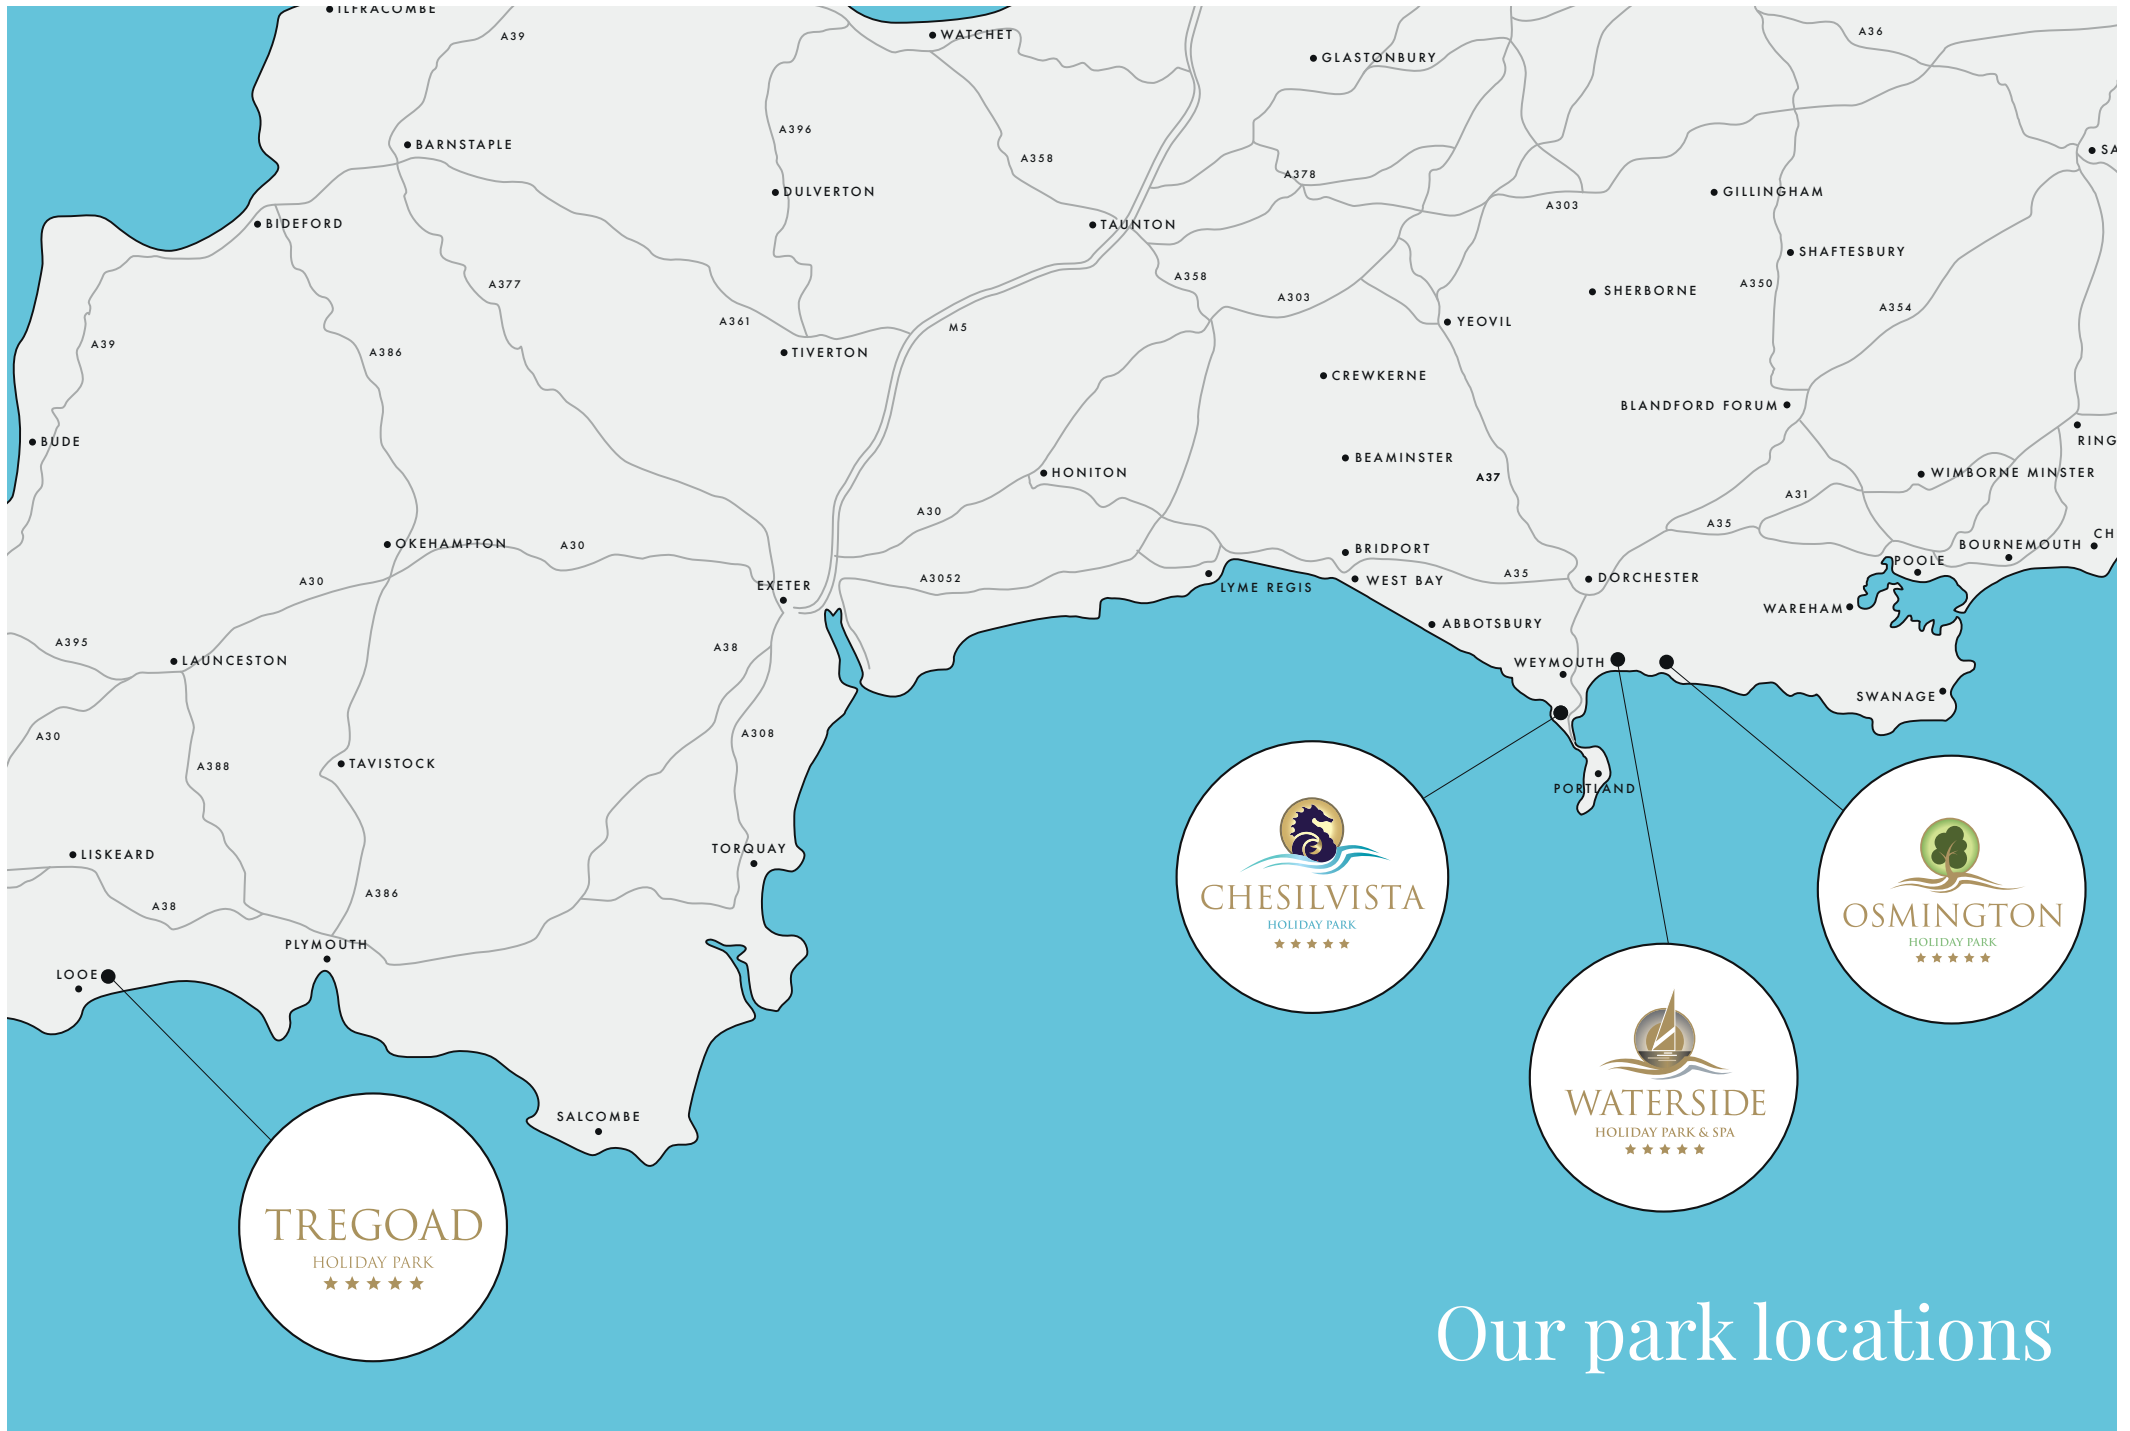 ILFRACOMBE
A39
WATCHET
GLASTONBURY
A36
BARNSTAPLE
A396
A358
SA
DULVERTON
A378
GILLINGHAM
A303
BIDEFORD
TAUNTON
SHAFTESBURY
A377
A358
A303
SHERBORNE
A350
A354
A361
M5
YEOVIL
A39
A386
TIVERTON
CREWKERNE
BLANDFORD FORUM
BUDE
RING
BEAMINSTER
HONITON
A37
WIMBORNE MINSTER
A31
A30
A35
OKEHAMPTON
A30
BRIDPORT
CH
BOURNEMOUTH
POOLE
A30
EXETER
A3052
LYME REGIS
WEST BAY
A35
DORCHESTER
WAREHAM
ABBOTSBURY
A395
LAUNCESTON
A38
WEYMOUTH
SWANAGE
A30
A308
A388
TAVISTOCK
PORTLAND
LISKEARD
TORQUAY
A38
A386
CHESILVISTA
HOLIDAY PARK
OSMINGTON
HOLIDAY PARK
PLYMOUTH
LOOE
WATERSIDE
HOLIDAY PARK & SPA
SALCOMBE
TREGOAD
HOLIDAY PARK
Our park locations